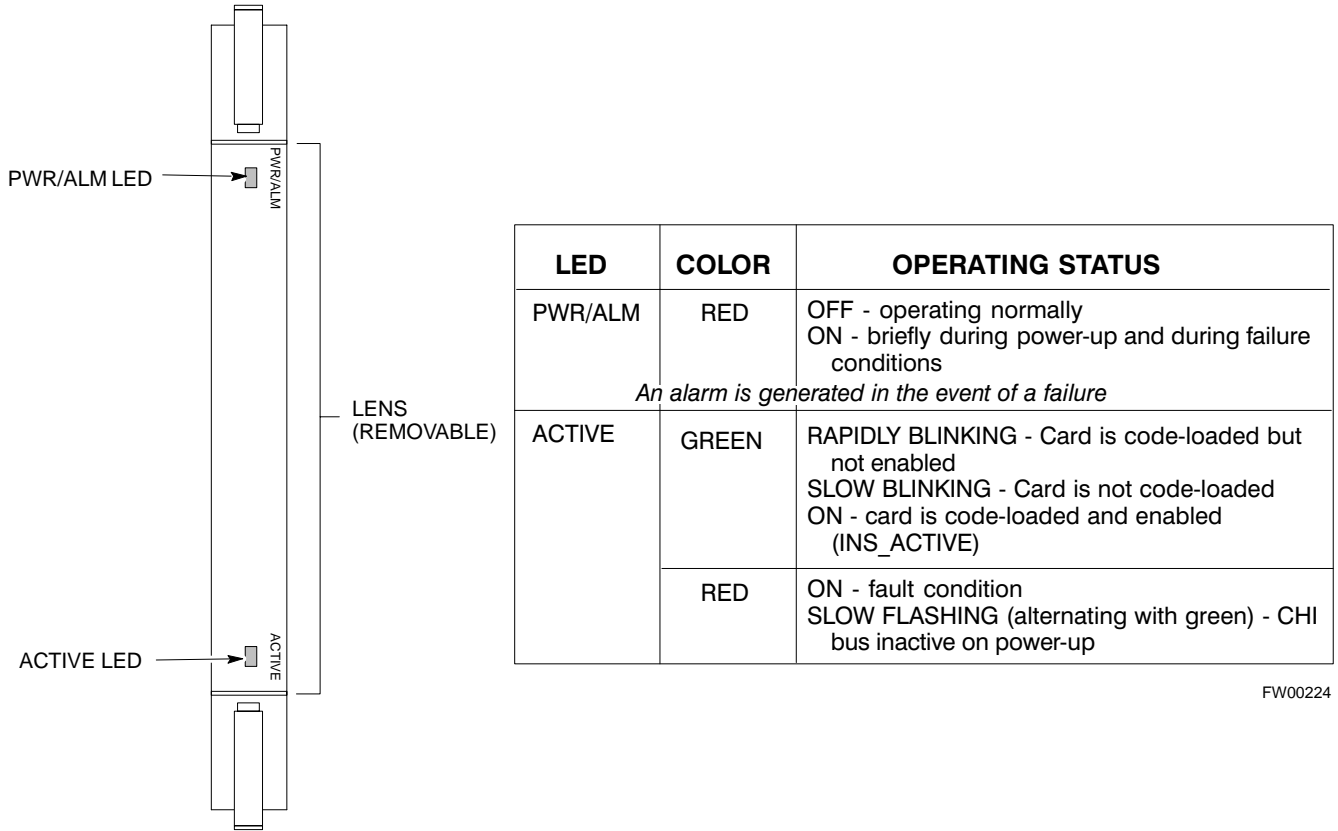 PWR/ALM LED
PWR/ALM
LENS
(REMOVABLE)
ACTIVE LED
ACTIVE
LED COLOR OPERATING STATUS
PWR/ALM RED OFF - operating normally
ON - briefly during power-up and during failure
conditions
An alarm is generated in the event of a failure
ACTIVE GREEN RAPIDLY BLINKING - Card is code-loaded but
not enabled
SLOW BLINKING - Card is not code-loaded
ON - card is code-loaded and enabled
(INS_ACTIVE)
RED ON - fault condition
SLOW FLASHING (alternating with green) - CHI
bus inactive on power-up
FW00224